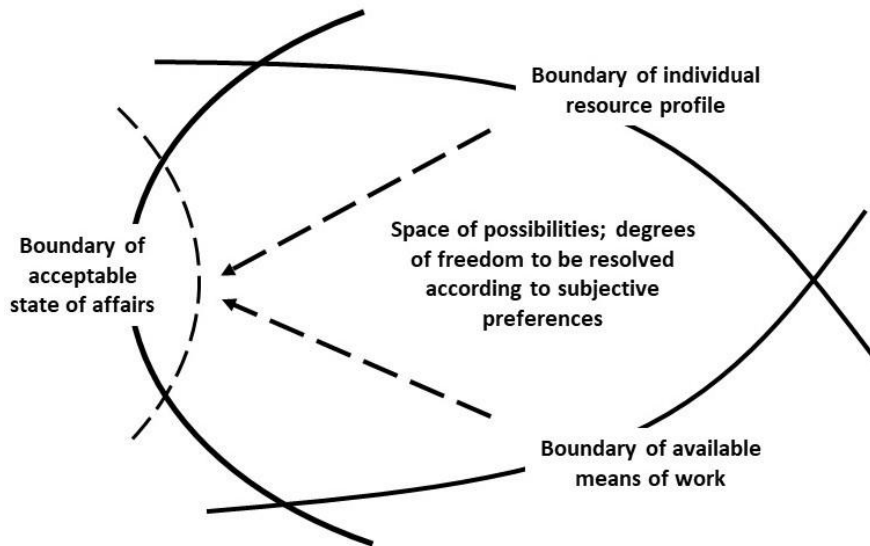 Boundary of individual
resource profile
Space of possibilities; degrees
of freedom to be resolved
according to subjective
preferences
Boundary of
acceptable
state of affairs
Boundary of available
means of work